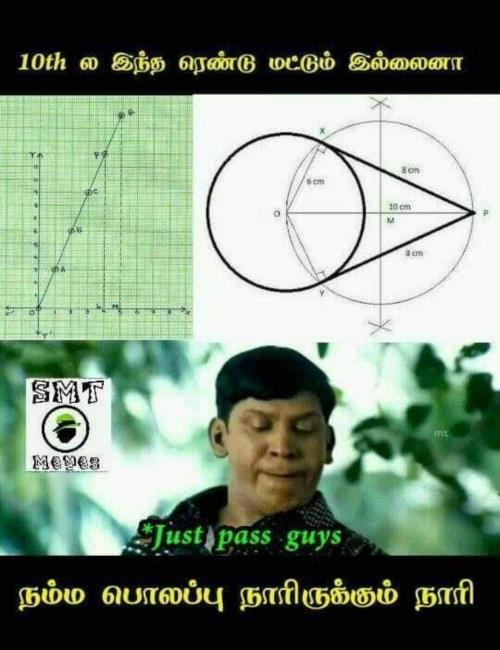 10th ல இந்த ரெண்டு மட்டும் இல்லைனா
Q
P
C
B
A
Y
X' O L M X
Y'
X
6 cm
8 cm
O
10 cm
M
P
8 cm
Y
SMT
Memes
mt
*Just pass guys
நம்ம பொலப்பு நாரிருக்கும் நாரி